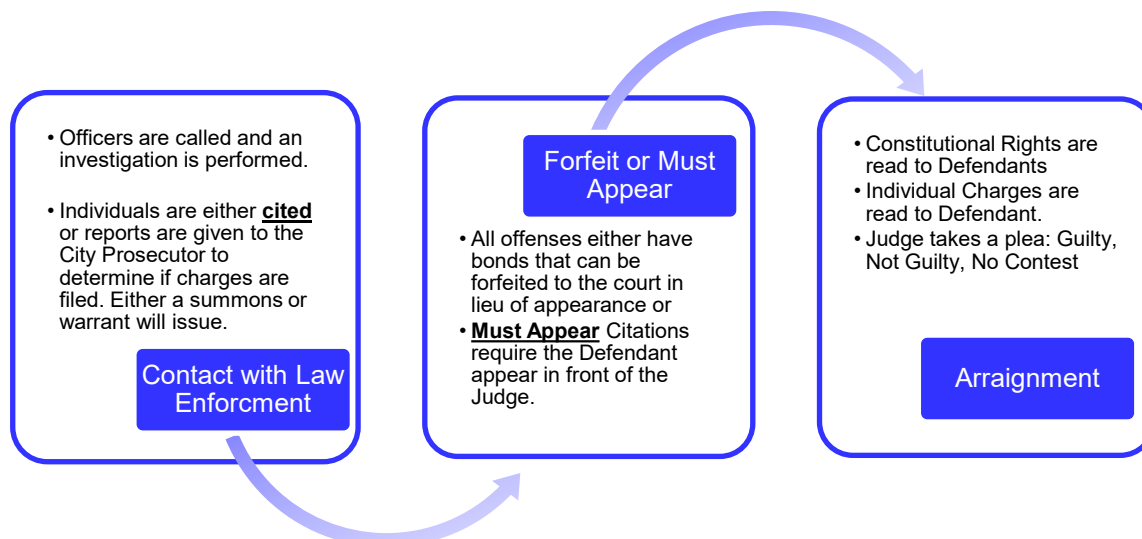 • Officers are called and an
investigation is performed.
• Individuals are either cited
or reports are given to the
City Prosecutor to
determine if charges are
filed. Either a summons or
warrant will issue.
Contact with Law
Enforcment
Forfeit or Must
Appear
• All offenses either have
bonds that can be
forfeited to the court in
lieu of appearance or
• Must Appear Citations
require the Defendant
appear in front of the
Judge.
• Constitutional Rights are
read to Defendants
• Individual Charges are
read to Defendant.
• Judge takes a plea: Guilty,
Not Guilty, No Contest
Arraignment